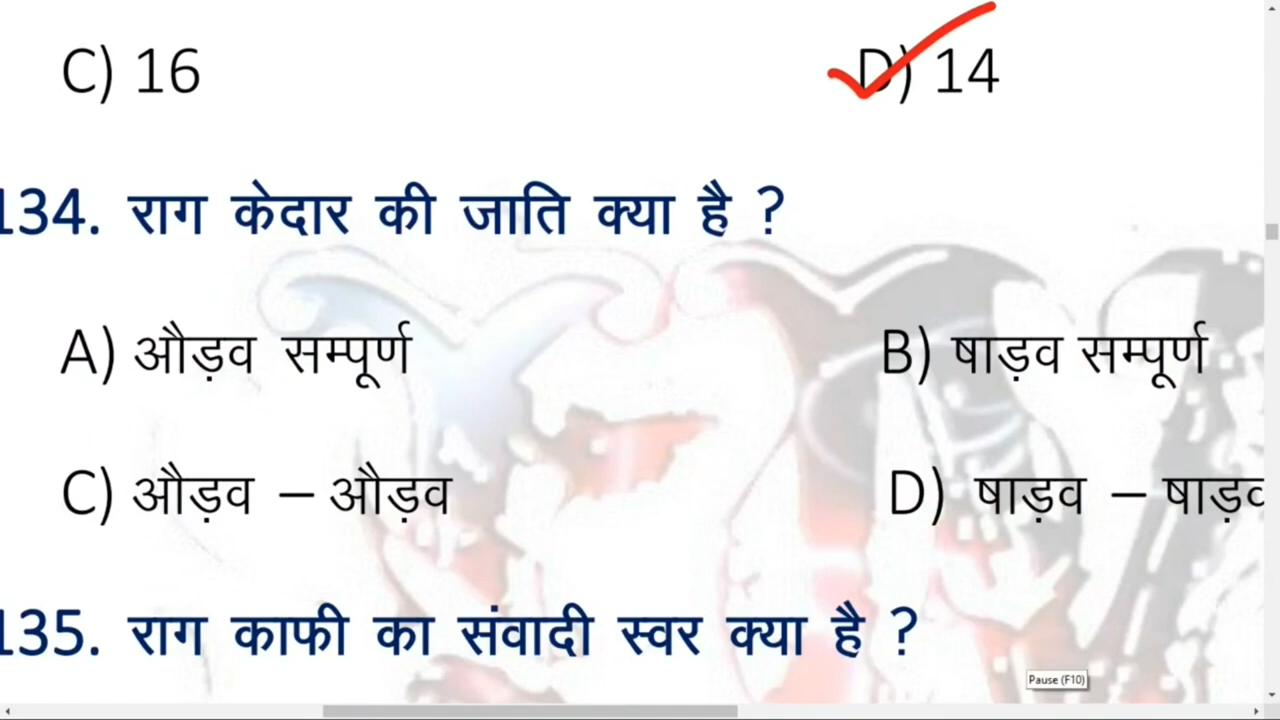 C) 16 D) 14
134. राग केदार की जाति क्या है ?
A) औड़व सम्पूर्ण B) षाड़व सम्पूर्ण
C) औड़व – औड़व D) षाड़व – षाड़व
135. राग काफी का संवादी स्वर क्या है ?
Pause (F10)